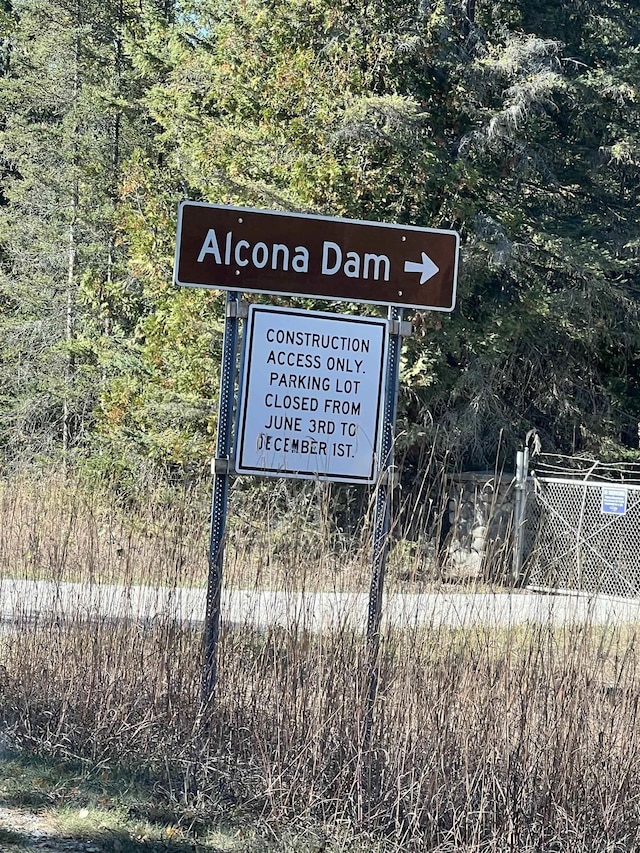 Alcona Dam →
CONSTRUCTION
ACCESS ONLY.
PARKING LOT
CLOSED FROM
JUNE 3RD TO
DECEMBER 1ST.